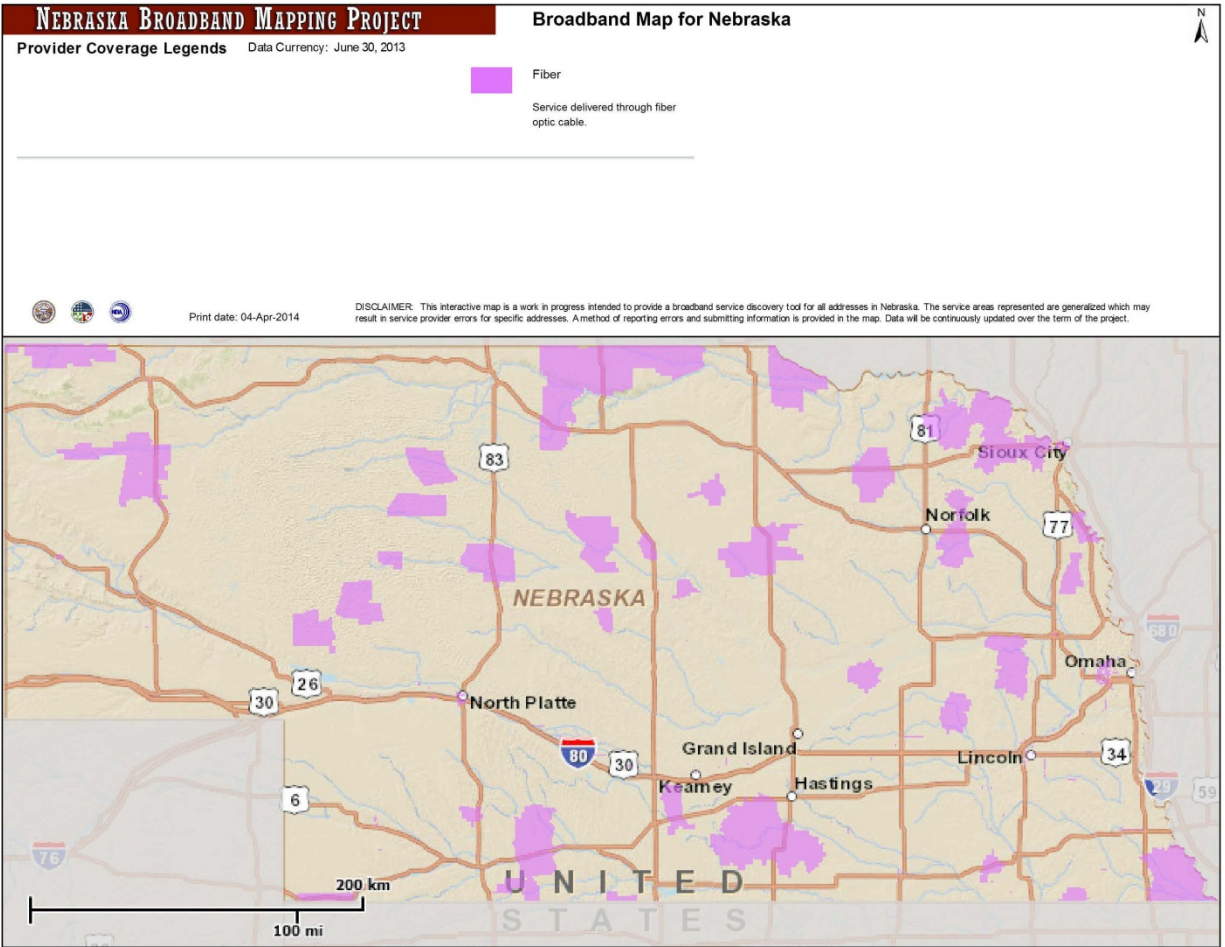 NEBRASKA BROADBAND MAPPING PROJECT
Broadband Map for Nebraska
N
Provider Coverage Legends
Data Currency: June 30, 2013
Fiber
Service delivered through fiber
optic cable.
Print date: 04-Apr-2014
DISCLAIMER: This interactive map is a work in progress intended to provide a broadband service discovery tool for all addresses in Nebraska. The service areas represented are generalized which may
result in service provider errors for specific addresses. A method of reporting errors and submitting information is provided in the map. Data will be continuously updated over the term of the project.
81
83
Sioux City
Norfolk
77
NEBRASKA
680
Omaha
26
30
North Platte
Grand Island
80
30
Lincoln
34
Kearney
Hastings
29
59
6
76
200 km
UNITED
STATES
100 mi